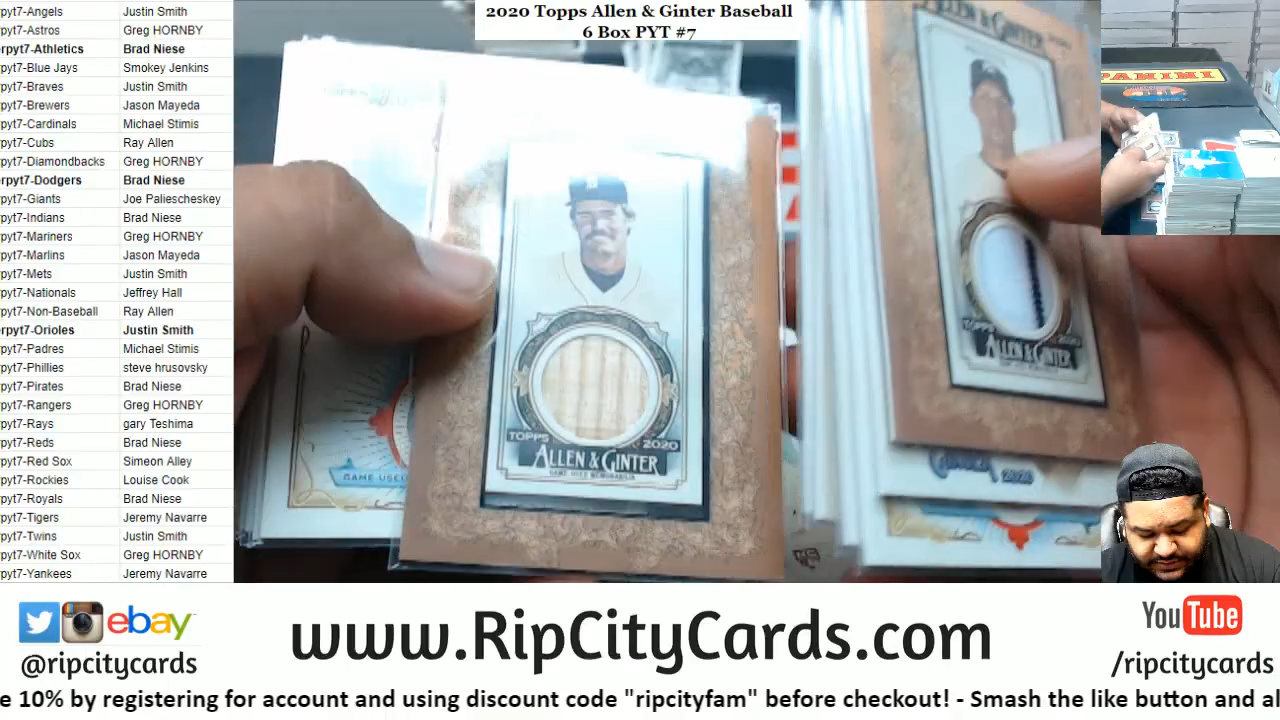 2020 Topps Allen & Ginter Baseball
6 Box PYT #7
pyt7-Angels Justin Smith
pyt7-Astros Greg HORNBY
rpyt7-Athletics Brad Niese
pyt7-Blue Jays Smokey Jenkins
pyt7-Braves Justin Smith
pyt7-Brewers Jason Mayeda
pyt7-Cardinals Michael Stimis
pyt7-Cubs Ray Allen
pyt7-Diamondbacks Greg HORNBY
rpyt7-Dodgers Brad Niese
pyt7-Giants Joe Paliescheskey
pyt7-Indians Brad Niese
pyt7-Mariners Greg HORNBY
pyt7-Marlins Jason Mayeda
pyt7-Mets Justin Smith
pyt7-Nationals Jeffrey Hall
pyt7-Non-Baseball Ray Allen
rpyt7-Orioles Justin Smith
pyt7-Padres Michael Stimis
pyt7-Phillies steve hrusovsky
pyt7-Pirates Brad Niese
pyt7-Rangers Greg HORNBY
pyt7-Rays gary Teshima
pyt7-Reds Brad Niese
pyt7-Red Sox Simeon Alley
pyt7-Rockies Louise Cook
pyt7-Royals Brad Niese
pyt7-Tigers Jeremy Navarre
pyt7-Twins Justin Smith
pyt7-White Sox Greg HORNBY
pyt7-Yankees Jeremy Navarre
GAME USED
TOPPS 2020
ALLEN & GINTER
GAME-USED MEMORABILIA
ALLEN & GINTER
TOPPS 2020
ALLEN & GINTER
GINTER 2020
PANINI
ebay
@ripcitycards
www.RipCityCards.com
YouTube
/ripcitycards
e 10% by registering for account and using discount code "ripcityfam" before checkout! - Smash the like button and al